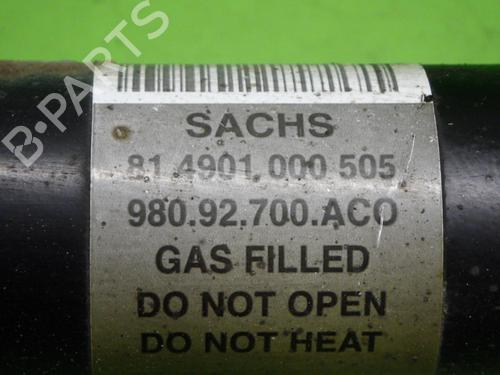 SACHS
81 4901 000 505
980.92.700.ACO
GAS FILLED
DO NOT OPEN
DO NOT HEAT
B-PARTS